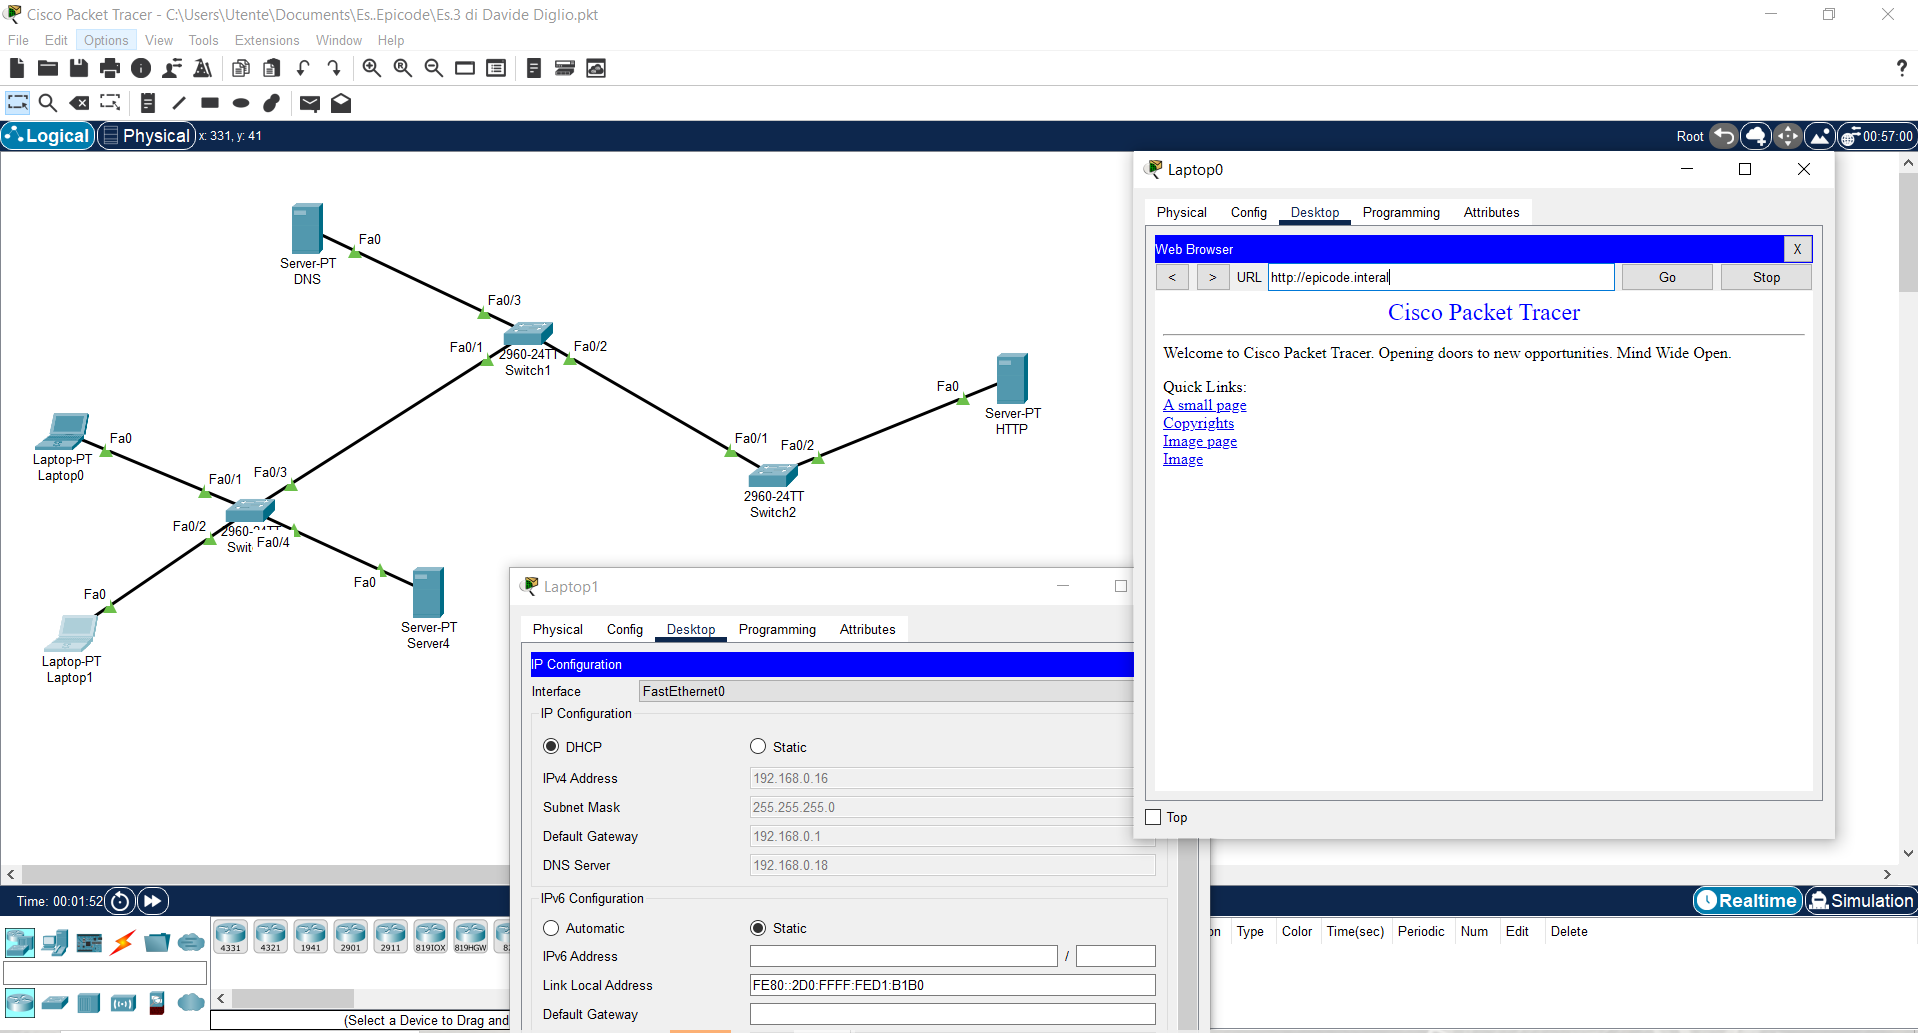 Cisco Packet Tracer - C:\Users\Utente\Documents\Es..Epicode\Es.3 di Davide Diglio.pkt
File Edit Options View Tools Extensions Window Help
?
Logical Physical x: 331, y: 41 Root 00:57:00
Fa0
Server-PT
DNS
Fa0/3
Fa0/1 Fa0/2
2960-24TT
Switch1
Fa0
Server-PT
HTTP
Fa0/1 Fa0/2
2960-24TT
Switch2
Fa0
Laptop-PT
Laptop0
Fa0/1 Fa0/3
Fa0/2 2960-24TT
Swit Fa0/4
Fa0
Server-PT
Server4
Fa0
Laptop-PT
Laptop1
Laptop0
Physical Config Desktop Programming Attributes
Web Browser X
< > URL http://epicode.interal Go Stop
Cisco Packet Tracer
Welcome to Cisco Packet Tracer. Opening doors to new opportunities. Mind Wide Open.
Quick Links:
A small page
Copyrights
Image page
Image
Top
Laptop1
Physical Config Desktop Programming Attributes
IP Configuration
Interface FastEthernet0
IP Configuration
DHCP Static
IPv4 Address 192.168.0.16
Subnet Mask 255.255.255.0
Default Gateway 192.168.0.1
DNS Server 192.168.0.18
IPv6 Configuration
Automatic Static
IPv6 Address /
Link Local Address FE80::2D0:FFFF:FED1:B1B0
Default Gateway
Time: 00:01:52 Realtime Simulation
4331 4321 1941 2901 2911 819IOX 819HGW
on Type Color Time(sec) Periodic Num Edit Delete
(Select a Device to Drag and